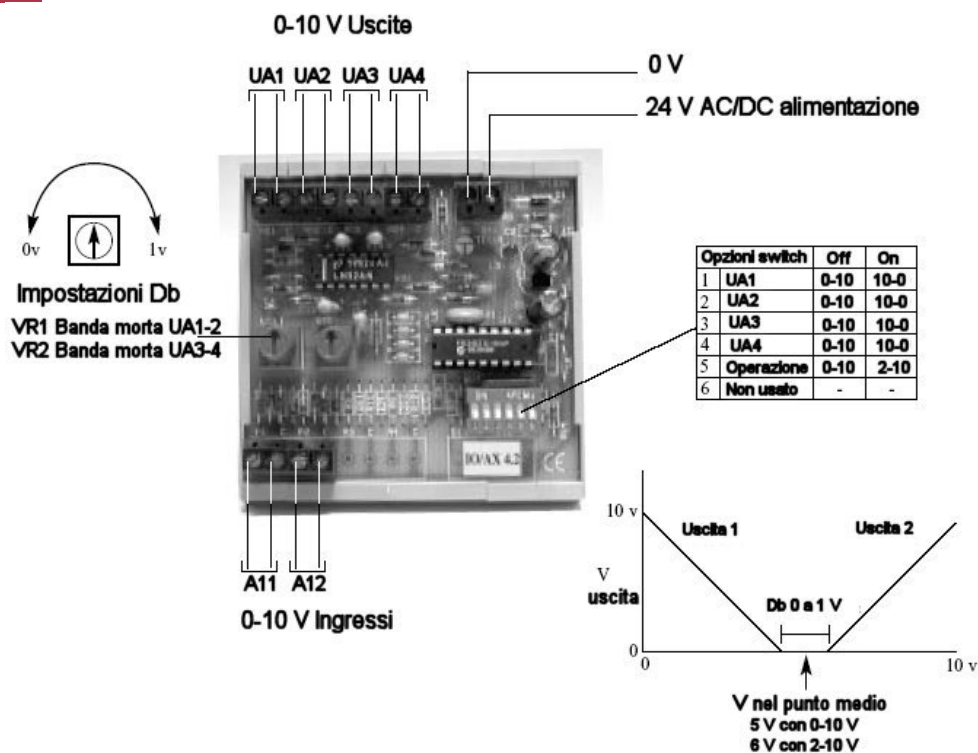 0-10 V Uscite
UA1 UA2 UA3 UA4
0 V
24 V AC/DC alimentazione
0v 1v
Impostazioni Db
VR1 Banda morta UA1-2
VR2 Banda morta UA3-4
Opzioni switch Off On
1 UA1 0-10 10-0
2 UA2 0-10 10-0
3 UA3 0-10 10-0
4 UA4 0-10 10-0
5 Operazione 0-10 2-10
6 Non usato - -
IO/AX 4.2 CE
A11 A12
0-10 V Ingressi
10 v
Uscita 1 Uscita 2
V
uscita
Db 0 a 1 V
0
0 10 v
V nel punto medio
5 V con 0-10 V
6 V con 2-10 V